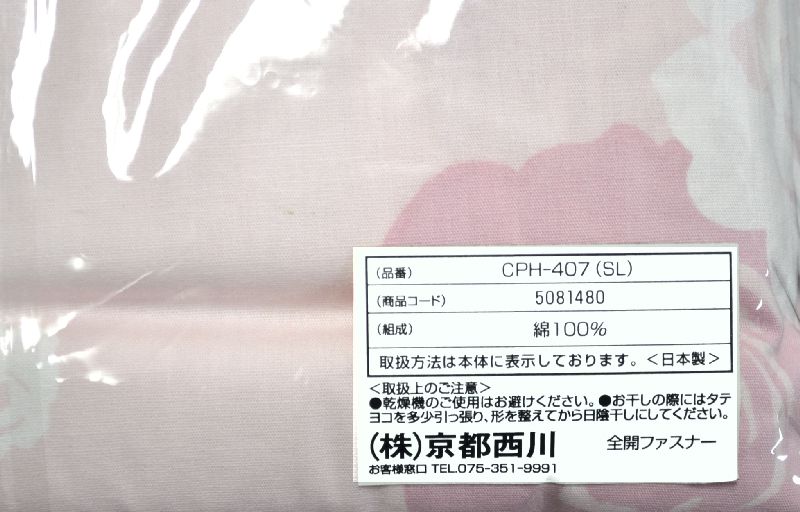 (品番) CPH-407(SL)
(商品コード) 5081480
(組成) 綿100%
取扱方法は本体に表示しております。<日本製>
<取扱上のご注意>
●乾燥機のご使用はお避けください。●お干しの際にはタテ
ヨコを多少引っ張り、形を整えてから日陰干しにしてください。
(株)京都西川 全開ファスナー
お客様窓口 TEL.075-351-9991